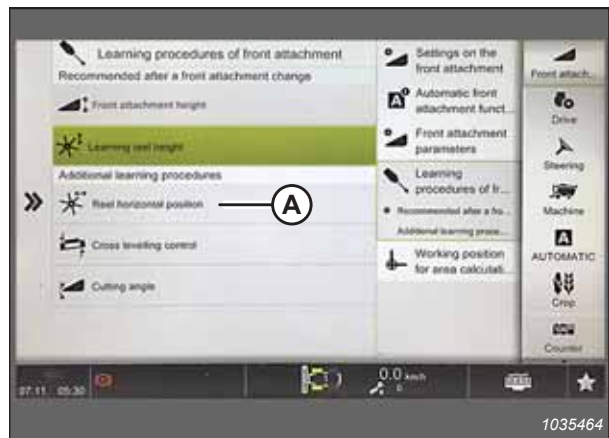 Learning procedures of front attachment
Recommended after a front attachment change
Front attachment height
Learning reel height
Additional learning procedures
Reel horizontal position
A
Cross levelling control
Cutting angle
Settings on the
front attachment
Automatic front
attachment funct...
Front attachment
parameters
Learning
procedures of fr...
Recommended after a fro...
Additional learning proce...
Working position
for area calculati...
Front attach...
Drive
Steering
Machine
AUTOMATIC
Crop
Counter
07.11 05:30
0.0 km/h
0
1035464